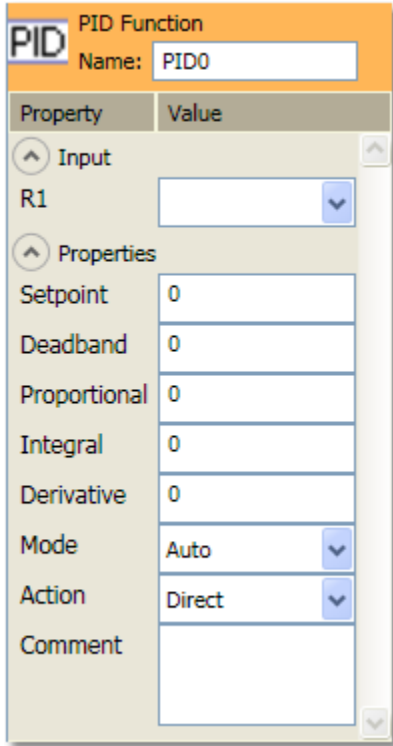 PID PID Function
Name: PID0
Property Value
Input
R1
Properties
Setpoint 0
Deadband 0
Proportional 0
Integral 0
Derivative 0
Mode Auto
Action Direct
Comment